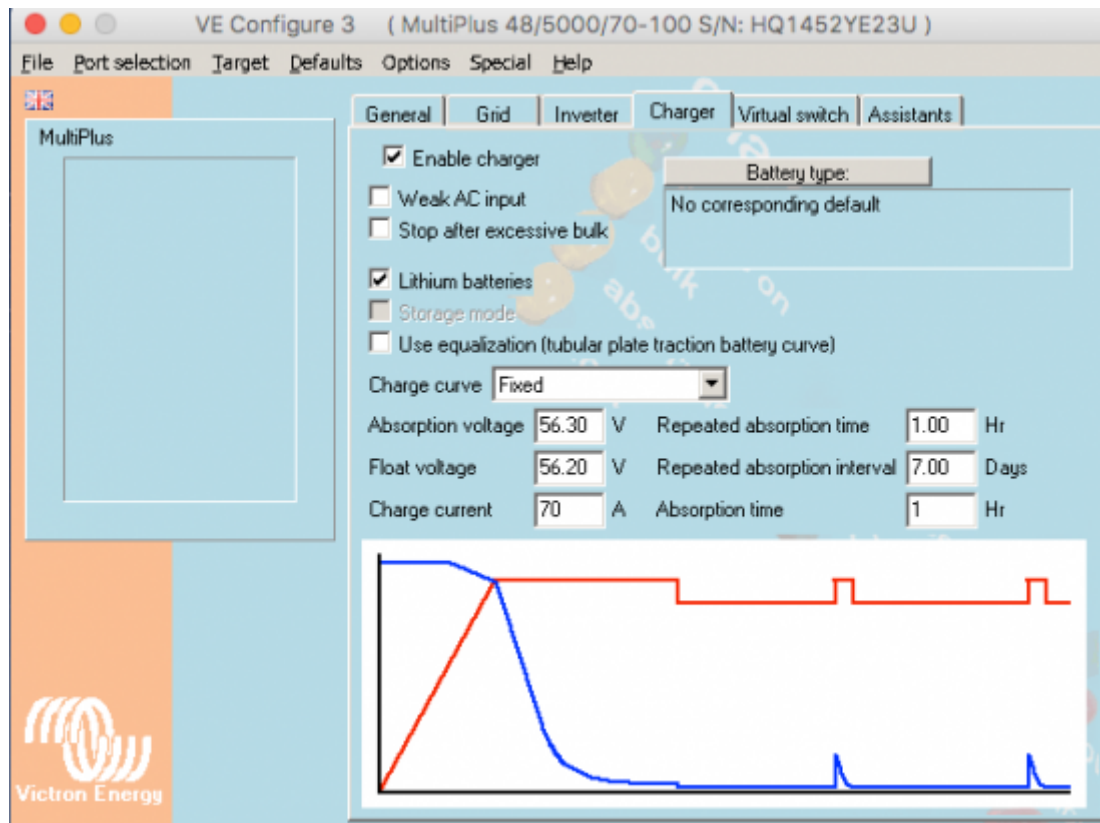 VE Configure 3 ( MultiPlus 48/5000/70-100 S/N: HQ1452YE23U )
File Port selection Target Defaults Options Special Help
General Grid Inverter Charger Virtual switch Assistants
MultiPlus
Enable charger
Battery type:
Weak AC input
No corresponding default
Stop after excessive bulk
Lithium batteries
Storage mode
Use equalization (tubular plate traction battery curve)
Charge curve Fixed
Absorption voltage 56.30 V Repeated absorption time 1.00 Hr
Float voltage 56.20 V Repeated absorption interval 7.00 Days
Charge current 70 A Absorption time 1 Hr
bulk
abs
on
Victron Energy